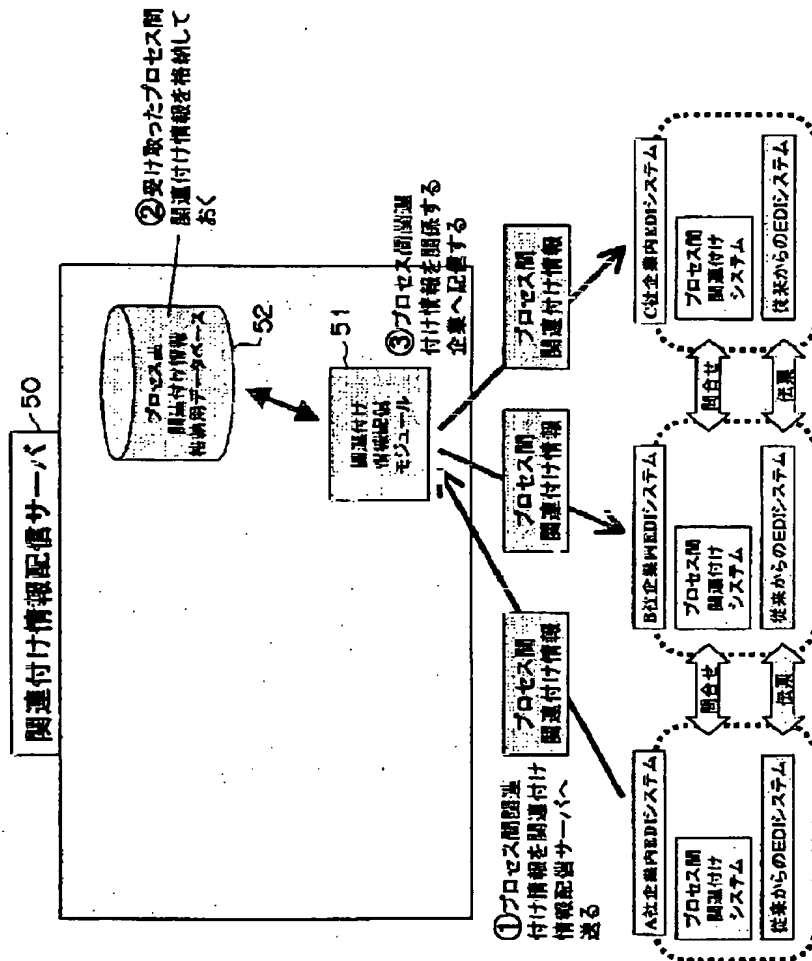 関連付け情報配信サーバ
50
プロセス間
関連付け情報
格納用データベース
52
②受け取ったプロセス間
関連付け情報を格納して
おく
関連付け
情報配信
モジュール
51
③プロセス間関連
付け情報を関係する
企業へ配信する
①プロセス間関連
付け情報を関連付け
情報配信サーバへ
送る
プロセス間
関連付け情報
プロセス間
関連付け情報
プロセス間
関連付け情報
A社企業内EDIシステム
プロセス間
関連付け
システム
従来からのEDIシステム
問合せ
伝票
B社企業内EDIシステム
プロセス間
関連付け
システム
従来からのEDIシステム
問合せ
伝票
C社企業内EDIシステム
プロセス間
関連付け
システム
従来からのEDIシステム